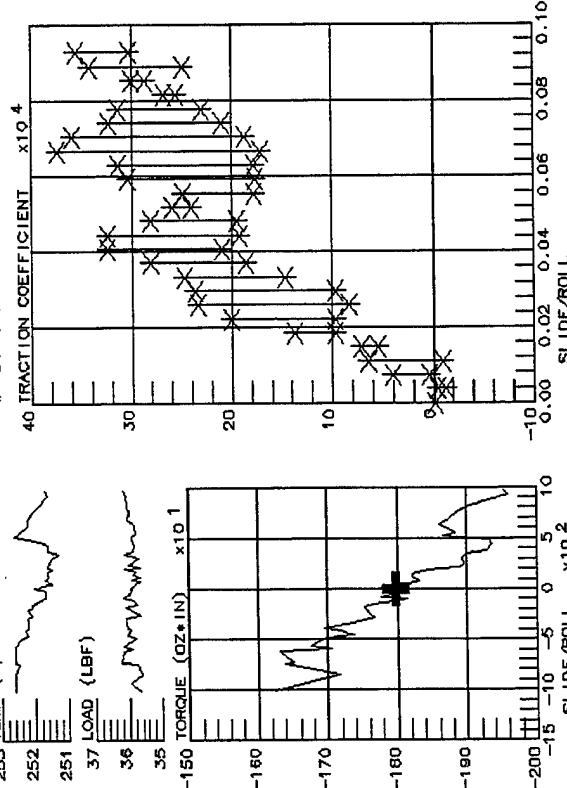 253
252
251
37 LOAD (LBF)
36
35
TORQUE (OZ*IN) x10 1
-150
-160
-170
-180
-190
-200
-15 -10 -5 0 5 10
SLIDE/ROLL x10 -2
TRACTION COEFFICIENT x10 4
40
30
20
10
0
-10
0.00 0.02 0.04 0.06 0.08 0.10
SLIDE/ROLL